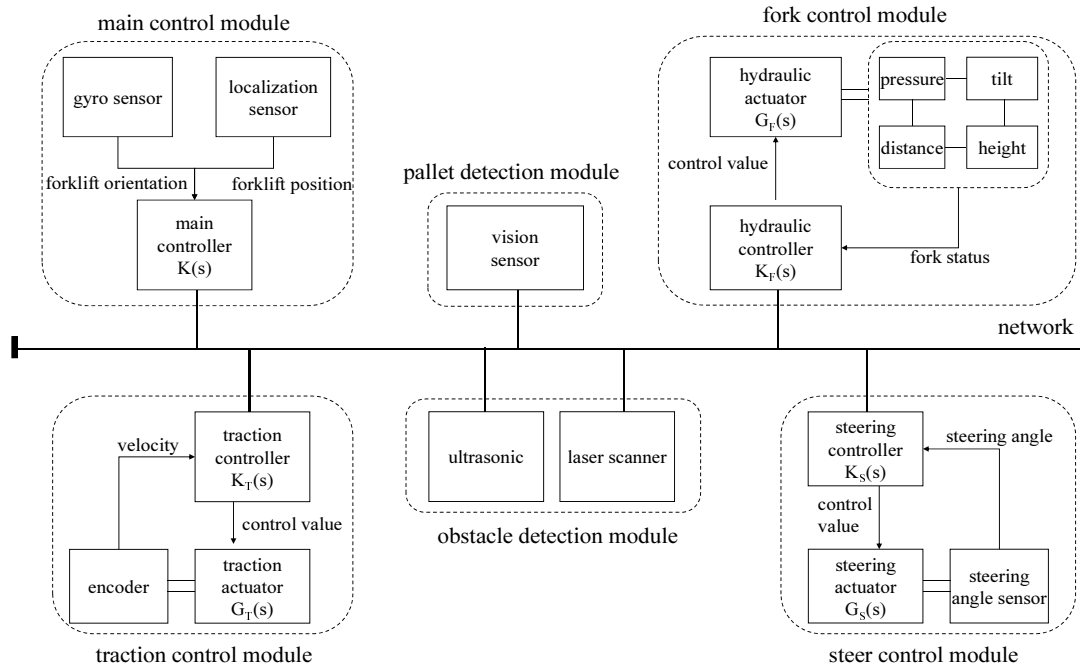 main control module
gyro sensor
localization
sensor
forklift orientation
forklift position
main
controller
K(s)
pallet detection module
vision
sensor
fork control module
hydraulic
actuator
G_F(s)
pressure
tilt
distance
height
control value
hydraulic
controller
K_F(s)
fork status
network
velocity
traction
controller
K_T(s)
control value
encoder
traction
actuator
G_T(s)
traction control module
ultrasonic
laser scanner
obstacle detection module
steering
controller
K_S(s)
steering angle
control
value
steering
actuator
G_S(s)
steering
angle sensor
steer control module